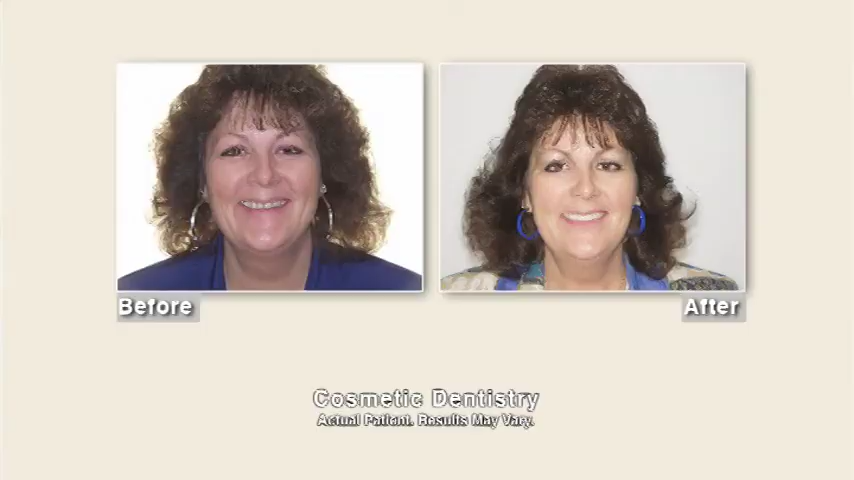 Before
After
Cosmetic Dentistry
Actual Patient. Results May Vary.